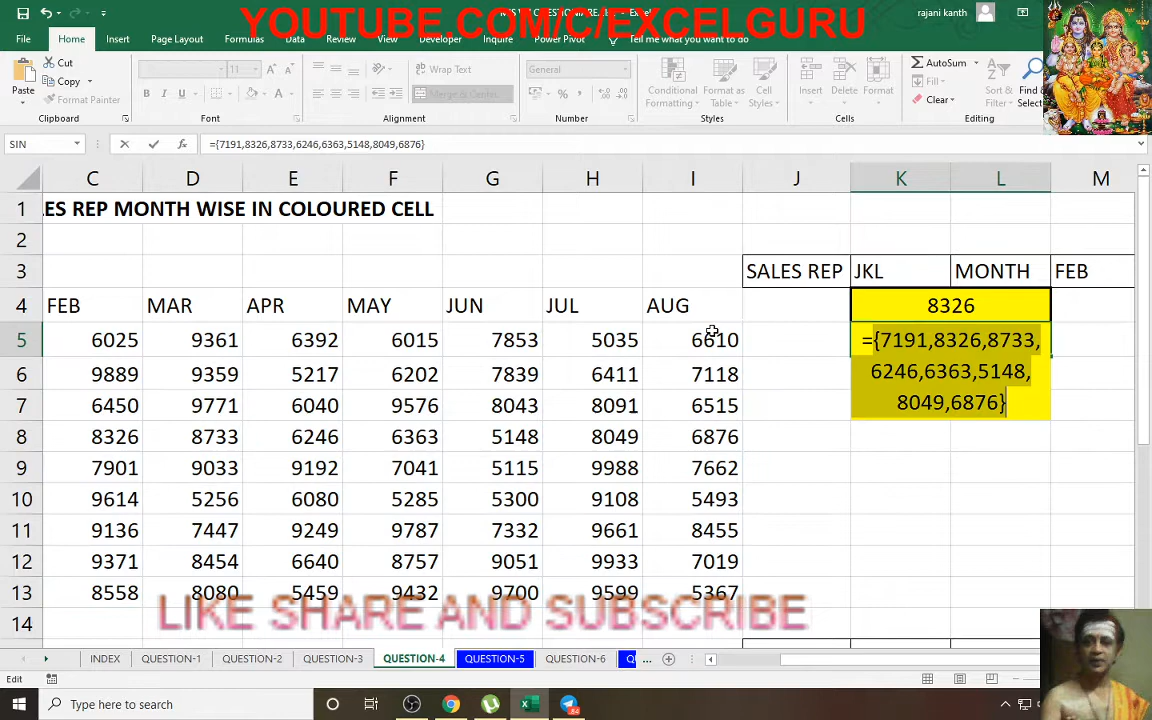 YOUTUBE.COM/C/EXCELGURU
rajani kanth
File Home Insert Page Layout Formulas Data Review View Developer Inquire Power Pivot Tell me what you want to do
Cut
Copy
Format Painter
Paste
Clipboard
11
Font
Wrap Text
Merge & Center
Alignment
General
Number
Conditional Formatting
Format as Table
Cell Styles
Styles
Insert Delete Format
Cells
AutoSum
Fill
Clear
Sort &
Find
Filter
Selec
Editing
SIN ={7191,8326,8733,6246,6363,5148,8049,6876}
C D E F G H I J K L M
1 ES REP MONTH WISE IN COLOURED CELL
2
3 SALES REP JKL MONTH FEB
4 FEB MAR APR MAY JUN JUL AUG 8326
5 6025 9361 6392 6015 7853 5035 6610 ={7191,8326,8733,
6 9889 9359 5217 6202 7839 6411 7118 6246,6363,5148,
7 6450 9771 6040 9576 8043 8091 6515 8049,6876}
8 8326 8733 6246 6363 5148 8049 6876
9 7901 9033 9192 7041 5115 9988 7662
10 9614 5256 6080 5285 5300 9108 5493
11 9136 7447 9249 9787 7332 9661 8455
12 9371 8454 6640 8757 9051 9933 7019
13 8558 8080 5459 9432 9700 9599 5367
LIKE SHARE AND SUBSCRIBE
14
INDEX QUESTION-1 QUESTION-2 QUESTION-3 QUESTION-4 QUESTION-5 QUESTION-6 Q ...
Edit
Type here to search